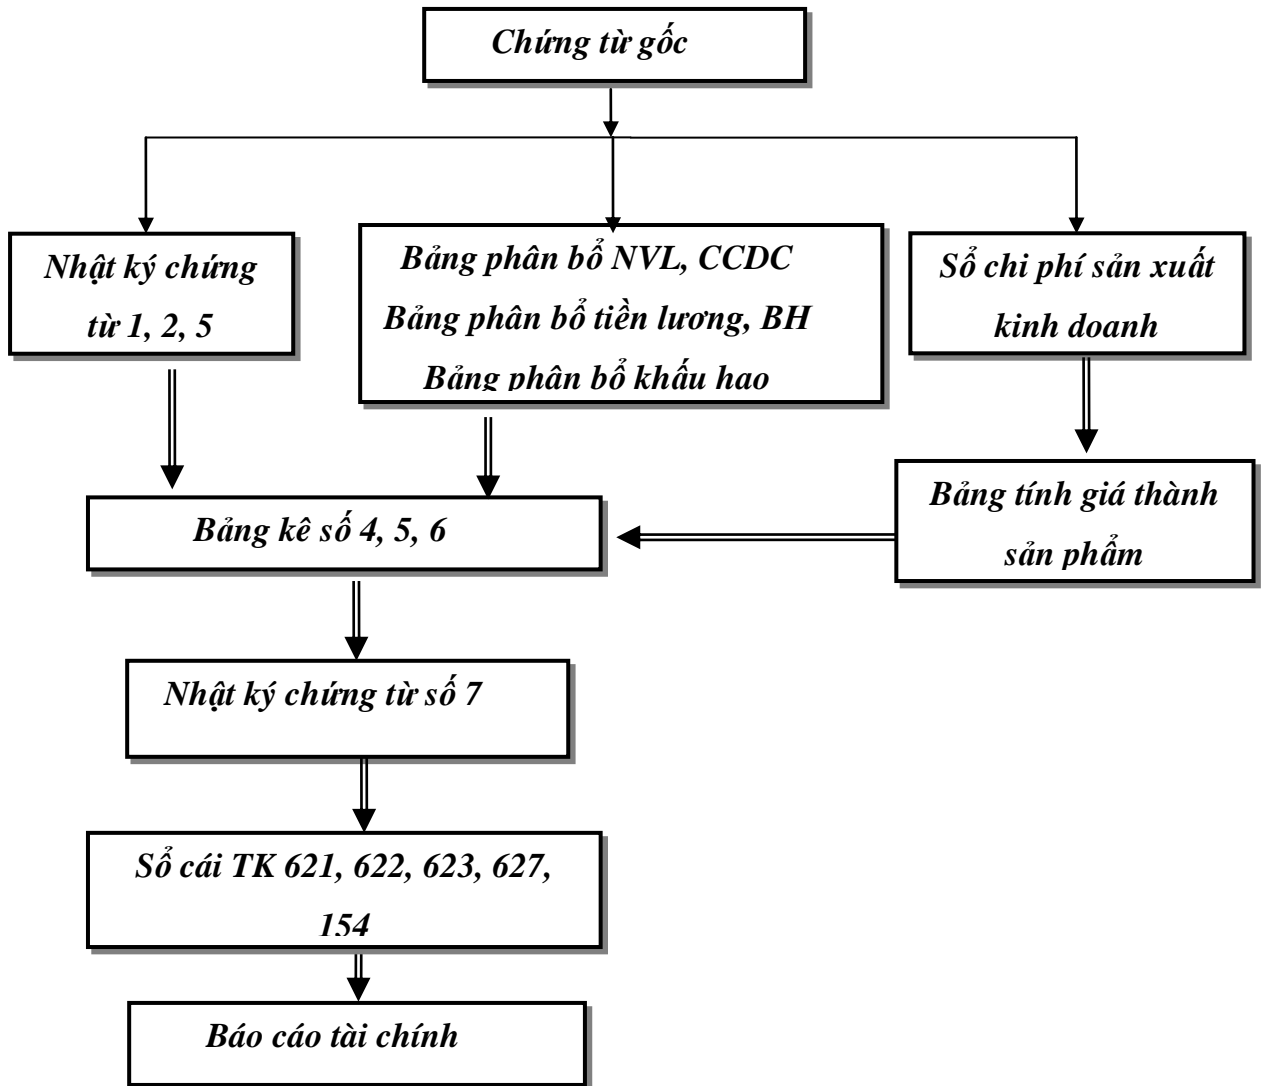 Chứng từ gốc
Nhật ký chứng
từ 1, 2, 5
Bảng phân bổ NVL, CCDC
Bảng phân bổ tiền lương, BH
Bảng phân bổ khấu hao
Sổ chi phí sản xuất
kinh doanh
Bảng tính giá thành
sản phẩm
Bảng kê số 4, 5, 6
Nhật ký chứng từ số 7
Sổ cái TK 621, 622, 623, 627,
154
Báo cáo tài chính